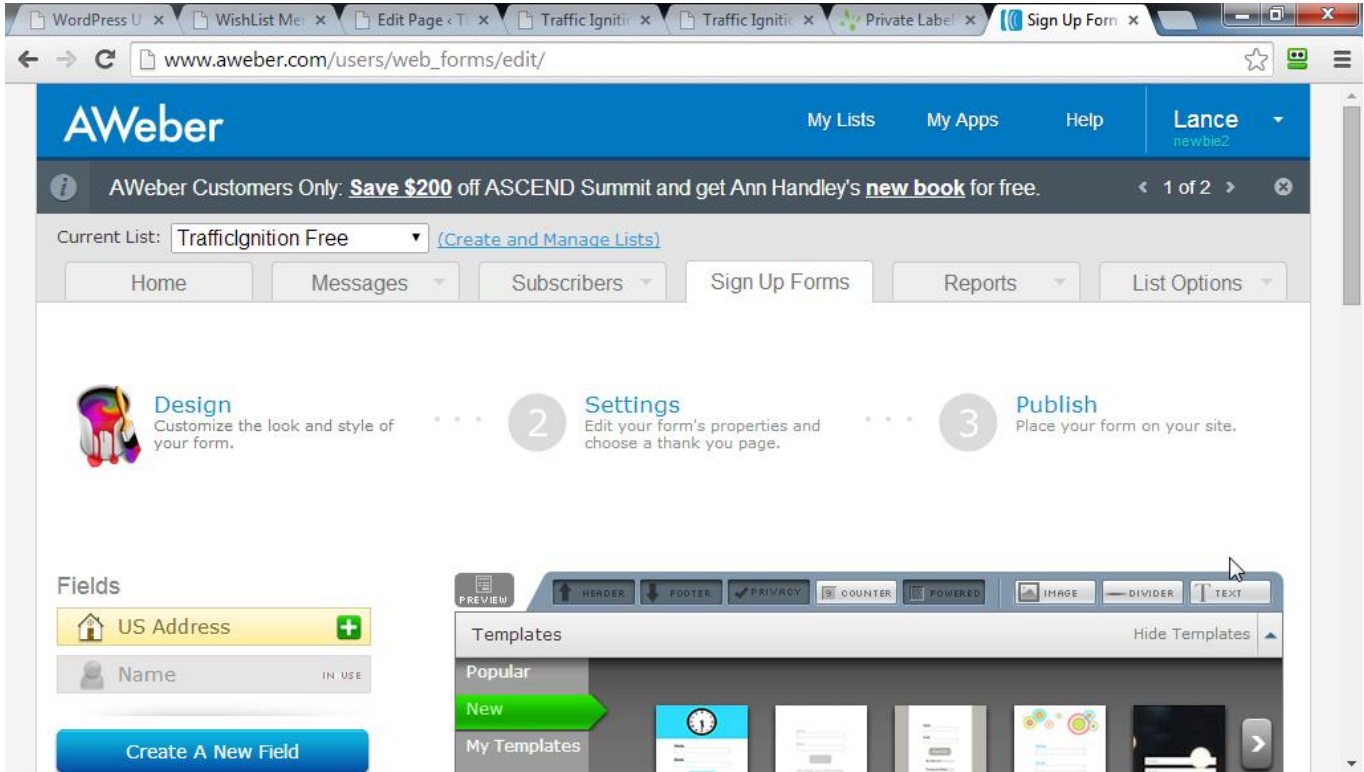 WordPress U
WishList Mer
Edit Page ‹ Ti
Traffic Ignitic
Traffic Ignitic
Private Label
Sign Up Form
www.aweber.com/users/web_forms/edit/
AWeber
My Lists
My Apps
Help
Lance
newbie2
AWeber Customers Only: Save $200 off ASCEND Summit and get Ann Handley's new book for free.
1 of 2
Current List: TrafficIgnition Free (Create and Manage Lists)
Home
Messages
Subscribers
Sign Up Forms
Reports
List Options
Design
Customize the look and style of
your form.
2
Settings
Edit your form's properties and
choose a thank you page.
3
Publish
Place your form on your site.
Fields
US Address
Name
IN USE
Create A New Field
PREVIEW
HEADER
FOOTER
PRIVACY
COUNTER
POWERED
IMAGE
DIVIDER
TEXT
Templates
Hide Templates
Popular
New
My Templates